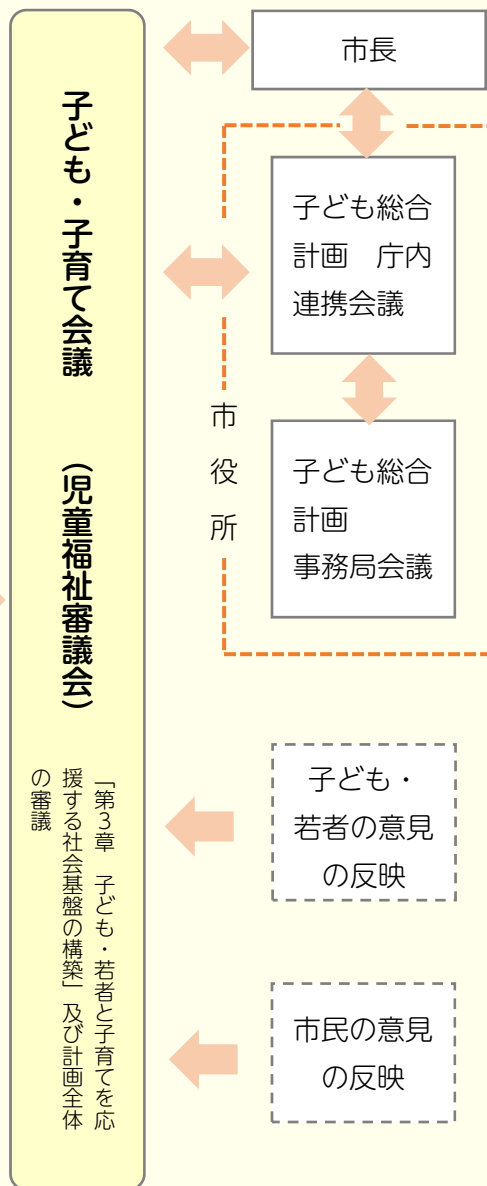 子ども・子育て会議　（児童福祉審議会）
「第3章　子ども・若者と子育てを応
援する社会基盤の構築」及び計画全体
の審議
市長
子ども総合
計画　庁内
連携会議
市役所
子ども総合
計画
事務局会議
子ども・
若者の意見
の反映
市民の意見
の反映